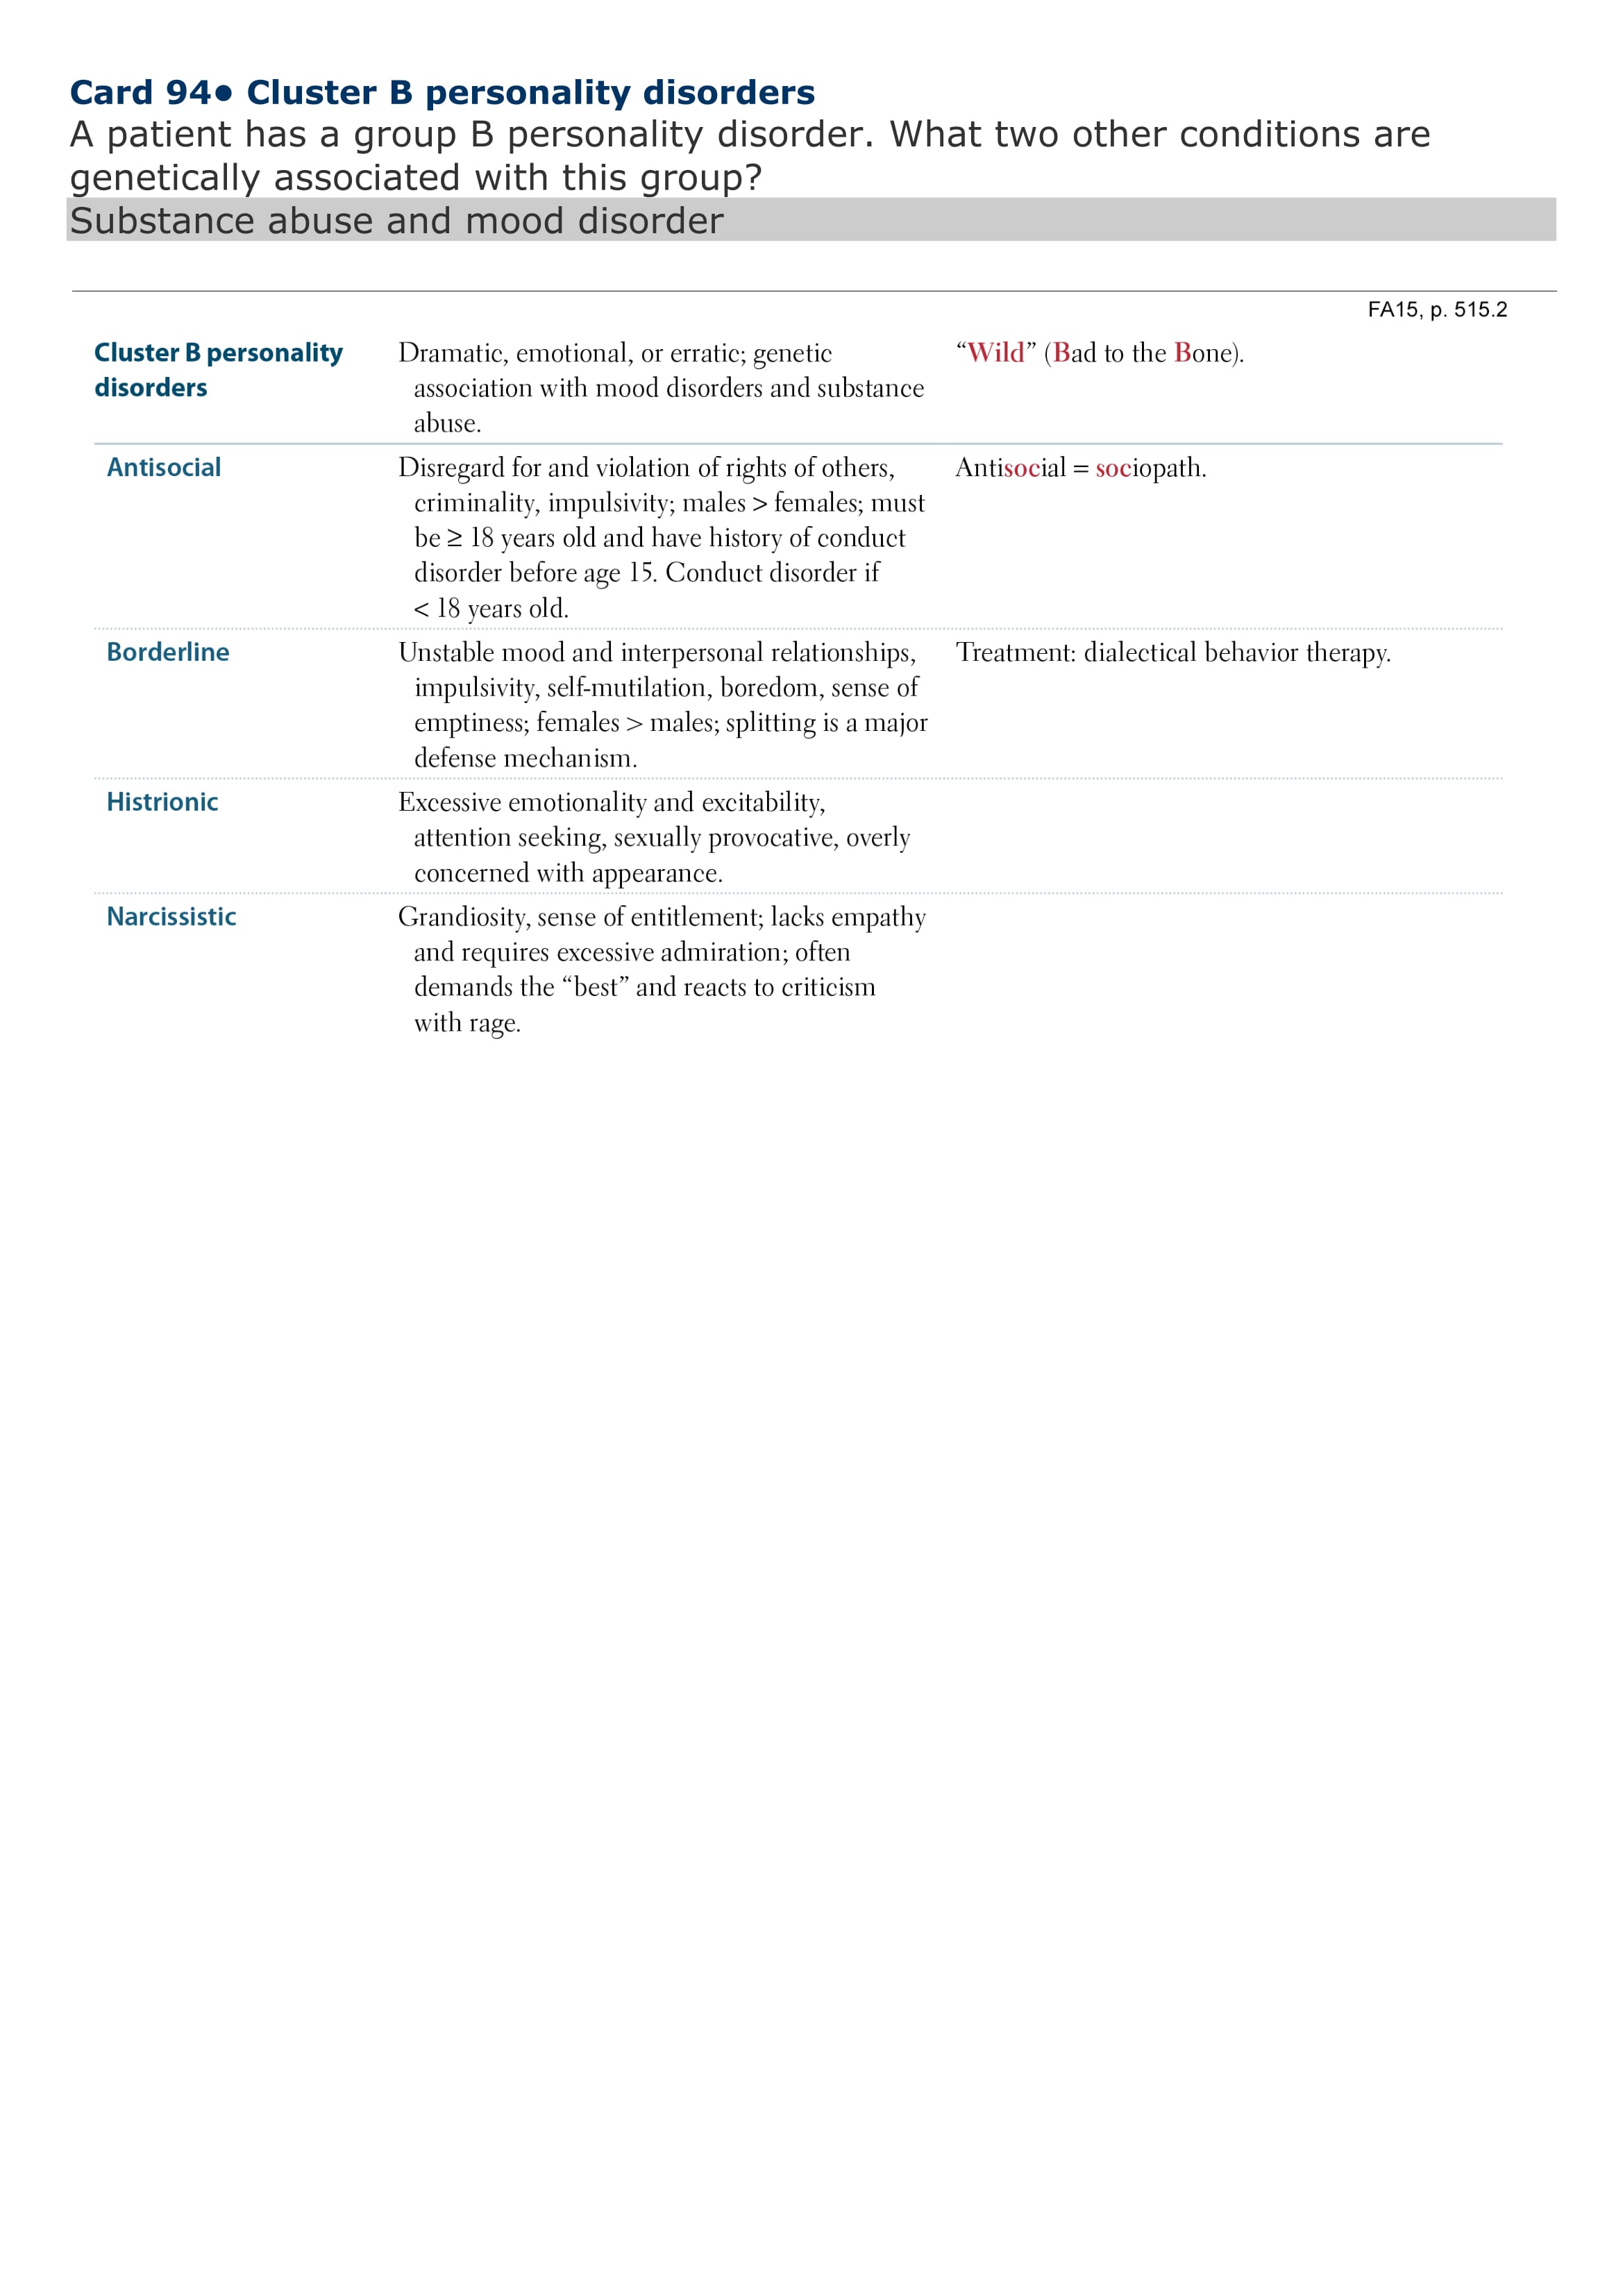 Card 94● Cluster B personality disorders
A patient has a group B personality disorder. What two other conditions are
genetically associated with this group?
Substance abuse and mood disorder
FA15, p. 515.2
Cluster B personality
disorders
Dramatic, emotional, or erratic; genetic
association with mood disorders and substance
abuse.
“Wild” (Bad to the Bone).
Antisocial
Disregard for and violation of rights of others,
criminality, impulsivity; males > females; must
be ≥ 18 years old and have history of conduct
disorder before age 15. Conduct disorder if
< 18 years old.
Antisocial = sociopath.
Borderline
Unstable mood and interpersonal relationships,
impulsivity, self-mutilation, boredom, sense of
emptiness; females > males; splitting is a major
defense mechanism.
Treatment: dialectical behavior therapy.
Histrionic
Excessive emotionality and excitability,
attention seeking, sexually provocative, overly
concerned with appearance.
Narcissistic
Grandiosity, sense of entitlement; lacks empathy
and requires excessive admiration; often
demands the “best” and reacts to criticism
with rage.